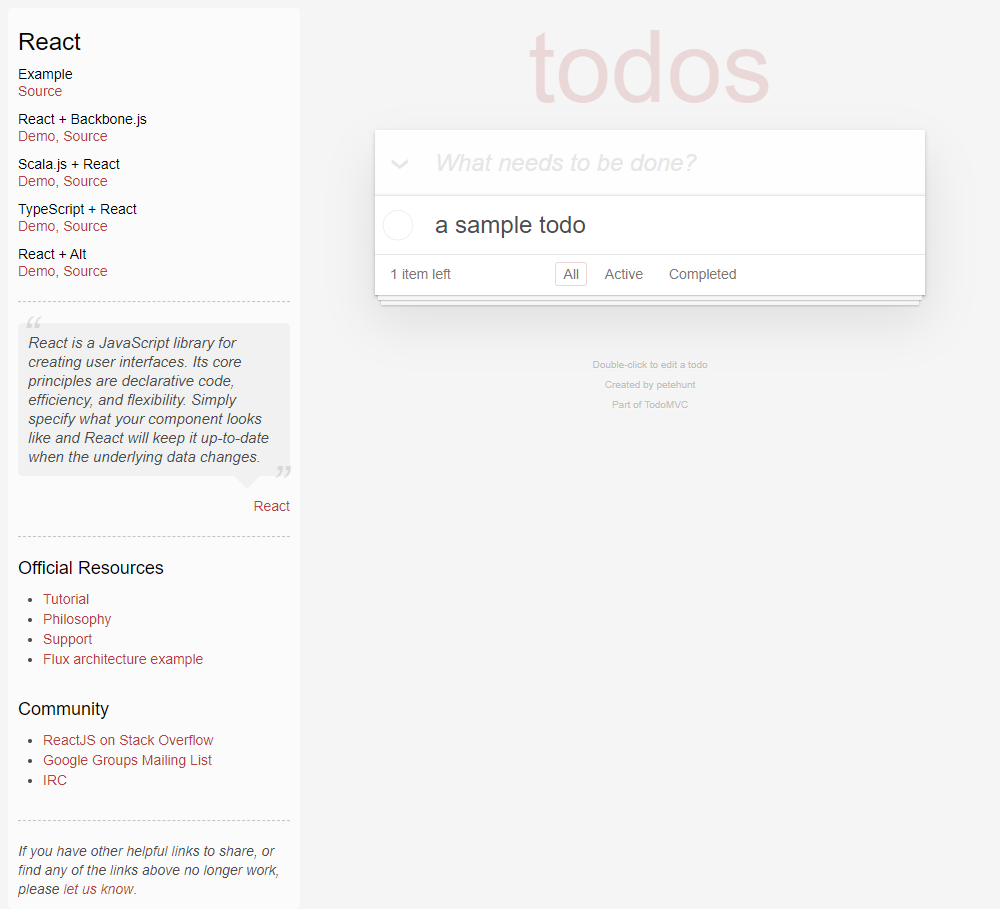 React
Example
Source
React + Backbone.js
Demo, Source
Scala.js + React
Demo, Source
TypeScript + React
Demo, Source
React + Alt
Demo, Source
“
React is a JavaScript library for
creating user interfaces. Its core
principles are declarative code,
efficiency, and flexibility. Simply
specify what your component looks
like and React will keep it up-to-date
when the underlying data changes.
”
React
Official Resources
• Tutorial
• Philosophy
• Support
• Flux architecture example
Community
• ReactJS on Stack Overflow
• Google Groups Mailing List
• IRC
If you have other helpful links to share, or
find any of the links above no longer work,
please let us know.
todos
What needs to be done?
a sample todo
1 item left All Active Completed
Double-click to edit a todo
Created by petehunt
Part of TodoMVC